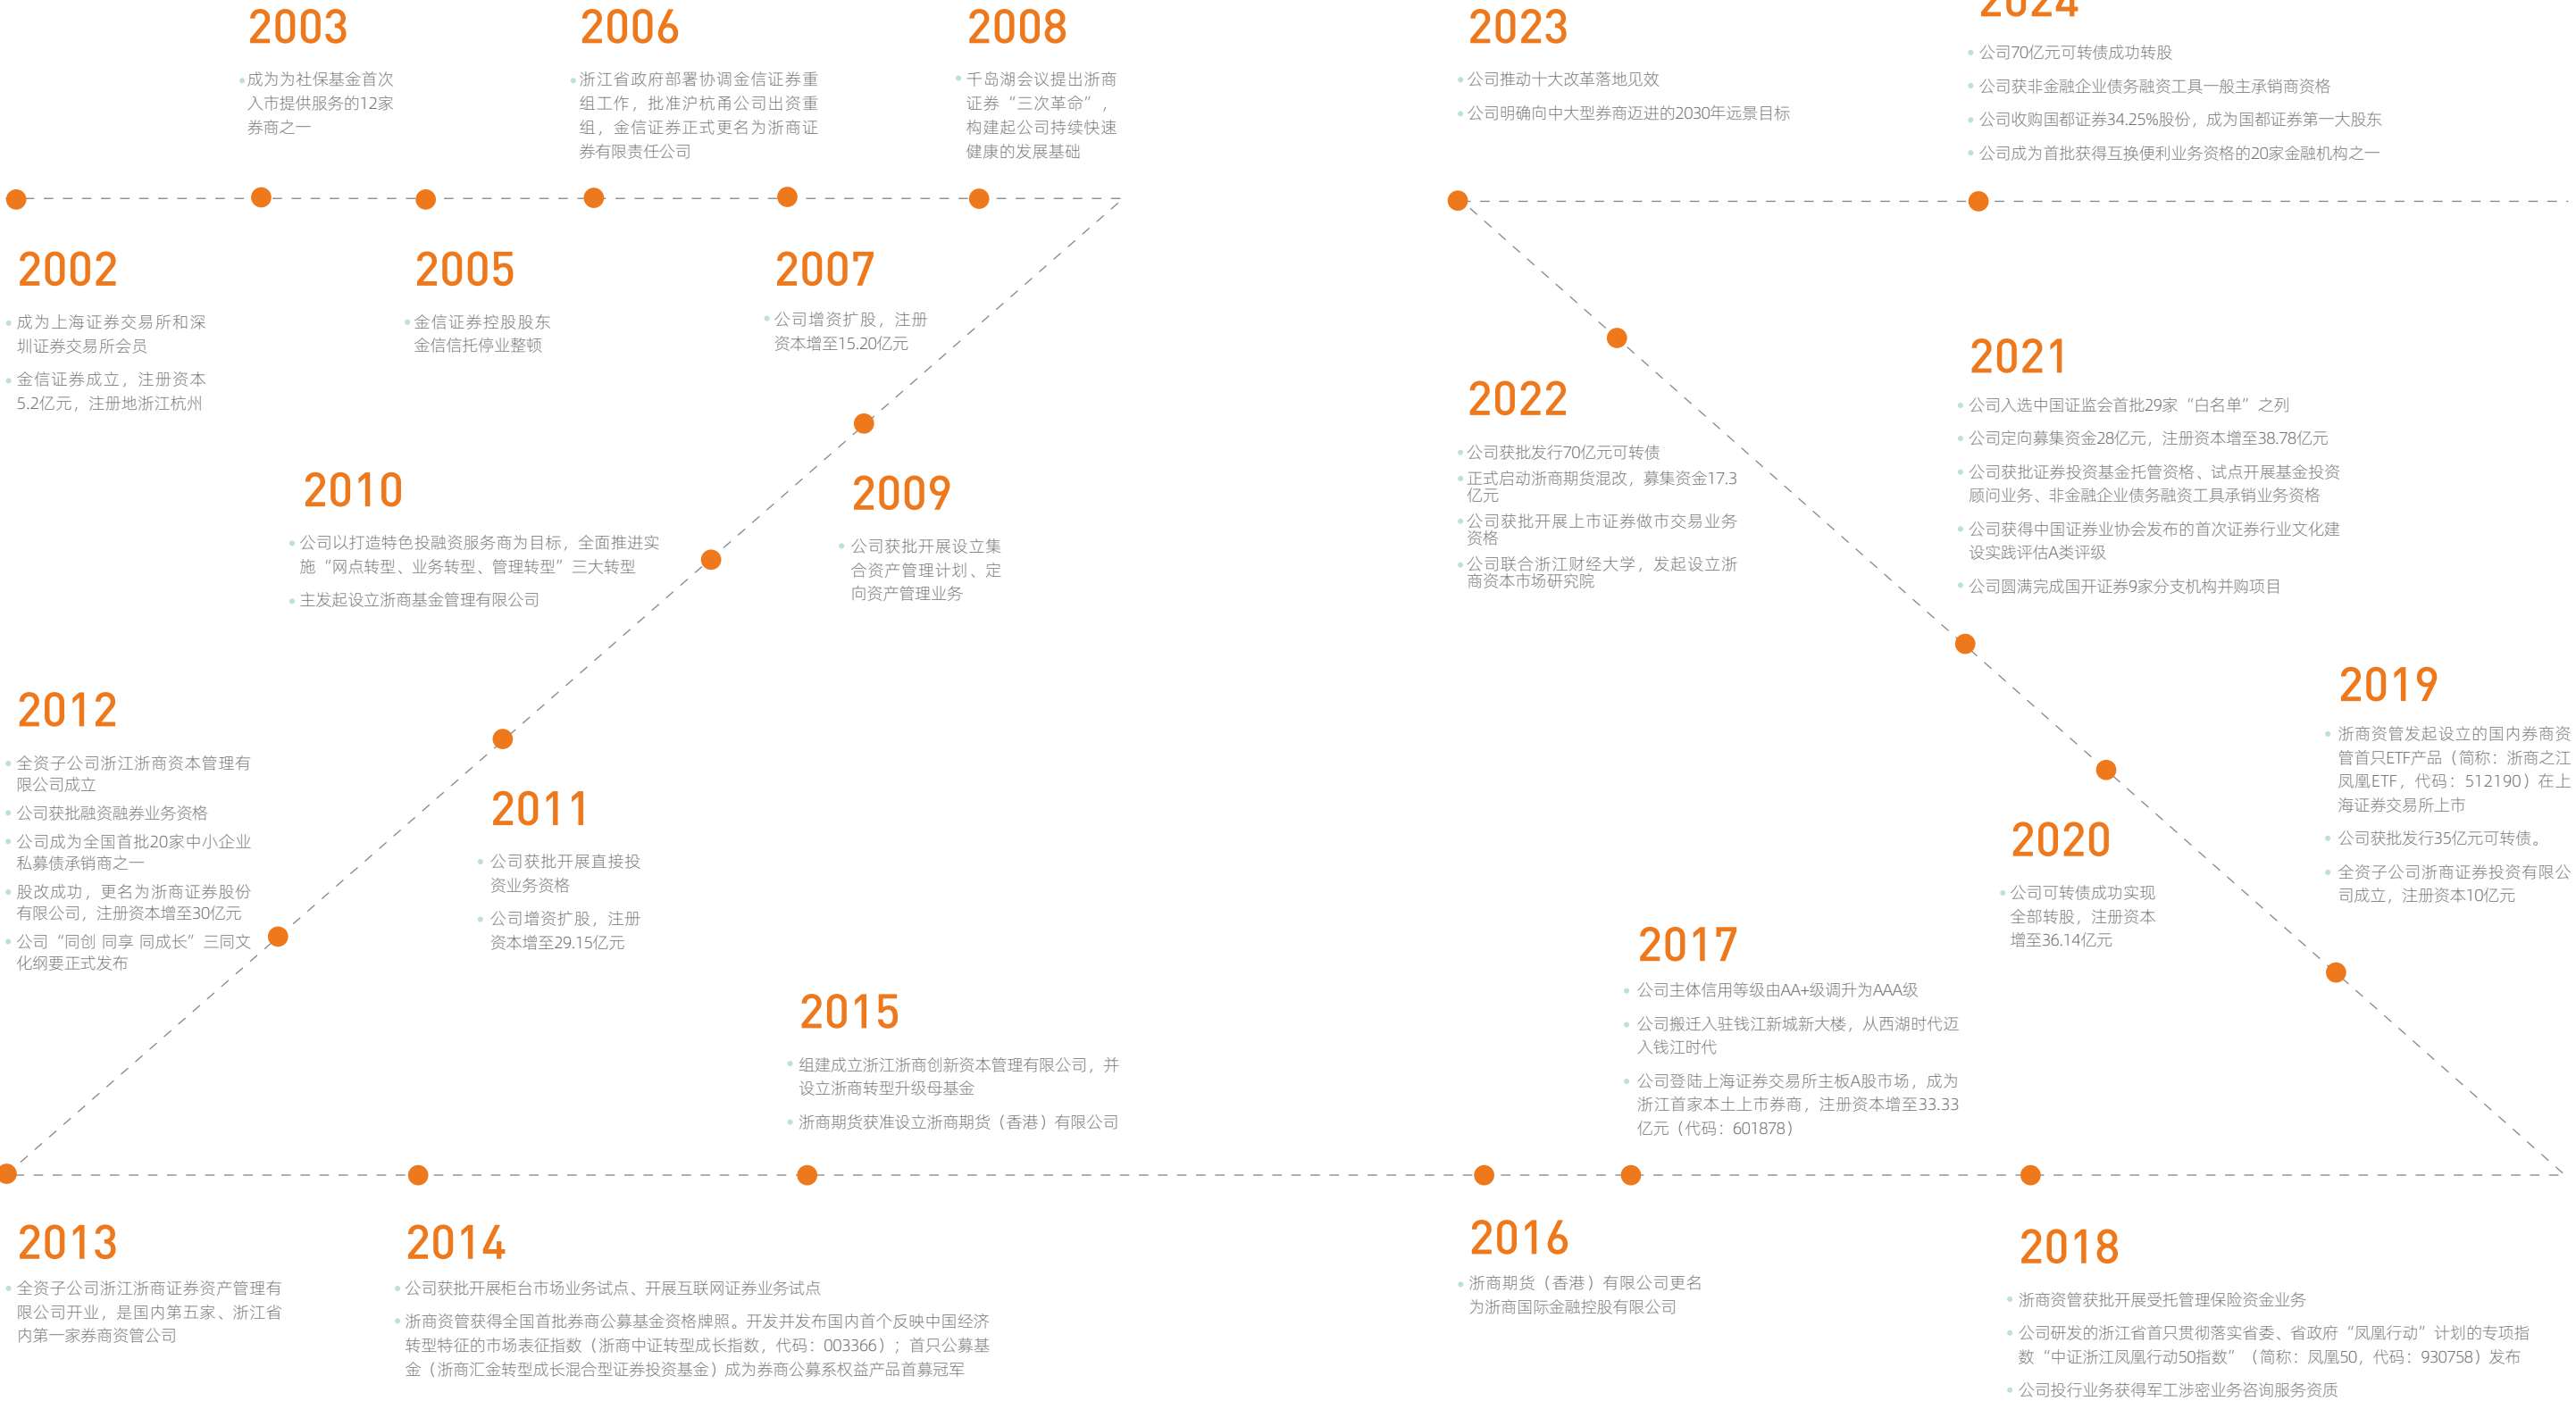 2002
成为上海证券交易所和深
圳证券交易所会员
金信证券成立，注册资本
5.2亿元，注册地浙江杭州
2003
成为为社保基金首次
入市提供服务的12家
券商之一
2005
金信证券控股股东
金信信托停业整顿
2006
浙江省政府部署协调金信证券重
组工作，批准沪杭甬公司出资重
组，金信证券正式更名为浙商证
券有限责任公司
2007
公司增资扩股，注册
资本增至15.20亿元
2008
千岛湖会议提出浙商
证券“三次革命”，
构建起公司持续快速
健康的发展基础
2009
公司获批开展设立集
合资产管理计划、定
向资产管理业务
2010
公司以打造特色投融资服务商为目标，全面推进实
施“网点转型、业务转型、管理转型”三大转型
主发起设立浙商基金管理有限公司
2011
公司获批开展直接投
资业务资格
公司增资扩股，注册
资本增至29.15亿元
2012
全资子公司浙江浙商资本管理有
限公司成立
公司获批融资融券业务资格
公司成为全国首批20家中小企业
私募债承销商之一
股改成功，更名为浙商证券股份
有限公司，注册资本增至30亿元
公司“同创 同享 同成长”三同文
化纲要正式发布
2013
全资子公司浙江浙商证券资产管理有
限公司开业，是国内第五家、浙江省
内第一家券商资管公司
2014
公司获批开展柜台市场业务试点、开展互联网证券业务试点
浙商资管获得全国首批券商公募基金资格牌照。开发并发布国内首个反映中国经济
转型特征的市场表征指数（浙商中证转型成长指数，代码：003366）；首只公募基
金（浙商汇金转型成长混合型证券投资基金）成为券商公募系权益产品首募冠军
2015
组建成立浙江浙商创新资本管理有限公司，并
设立浙商转型升级母基金
浙商期货获准设立浙商期货（香港）有限公司
2016
浙商期货（香港）有限公司更名
为浙商国际金融控股有限公司
2017
公司主体信用等级由AA+级调升为AAA级
公司搬迁入驻钱江新城新大楼，从西湖时代迈
入钱江时代
公司登陆上海证券交易所主板A股市场，成为
浙江首家本土上市券商，注册资本增至33.33
亿元（代码：601878）
2018
浙商资管获批开展受托管理保险资金业务
公司研发的浙江省首只贯彻落实省委、省政府“凤凰行动”计划的专项指
数“中证浙江凤凰行动50指数”（简称：凤凰50，代码：930758）发布
公司投行业务获得军工涉密业务咨询服务资质
2019
浙商资管发起设立的国内券商资
管首只ETF产品（简称：浙商之江
凤凰ETF，代码：512190）在上
海证券交易所上市
公司获批发行35亿元可转债。
全资子公司浙商证券投资有限公
司成立，注册资本10亿元
2020
公司可转债成功实现
全部转股，注册资本
增至36.14亿元
2021
公司入选中国证监会首批29家“白名单”之列
公司定向募集资金28亿元，注册资本增至38.78亿元
公司获批证券投资基金托管资格、试点开展基金投资
顾问业务、非金融企业债务融资工具承销业务资格
公司获得中国证券业协会发布的首次证券行业文化建
设实践评估A类评级
公司圆满完成国开证券9家分支机构并购项目
2022
公司获批发行70亿元可转债
正式启动浙商期货混改，募集资金17.3
亿元
公司获批开展上市证券做市交易业务
资格
公司联合浙江财经大学，发起设立浙
商资本市场研究院
2023
公司推动十大改革落地见效
公司明确向中大型券商迈进的2030年远景目标
2024
公司70亿元可转债成功转股
公司获非金融企业债务融资工具一般主承销商资格
公司收购国都证券34.25%股份，成为国都证券第一大股东
公司成为首批获得互换便利业务资格的20家金融机构之一